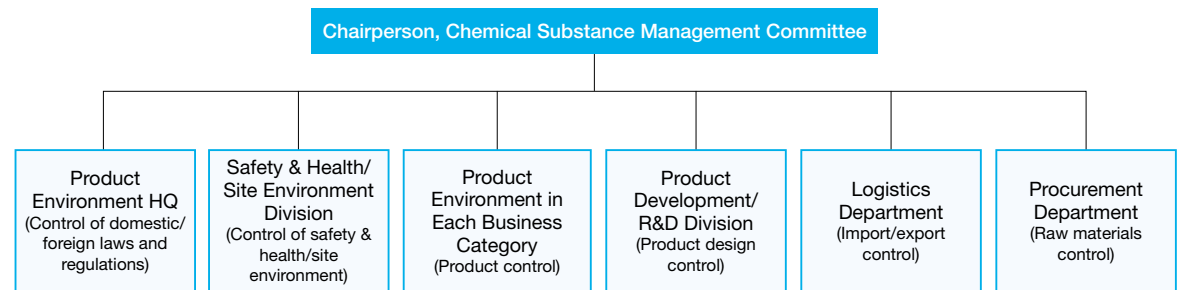 Chairperson, Chemical Substance Management Committee
Product
Environment HQ
(Control of domestic/
foreign laws and
regulations)
Safety & Health/
Site Environment
Division
(Control of safety &
health/site
environment)
Product
Environment in
Each Business
Category
(Product control)
Product
Development/
R&D Division
(Product design
control)
Logistics
Department
(Import/export
control)
Procurement
Department
(Raw materials
control)